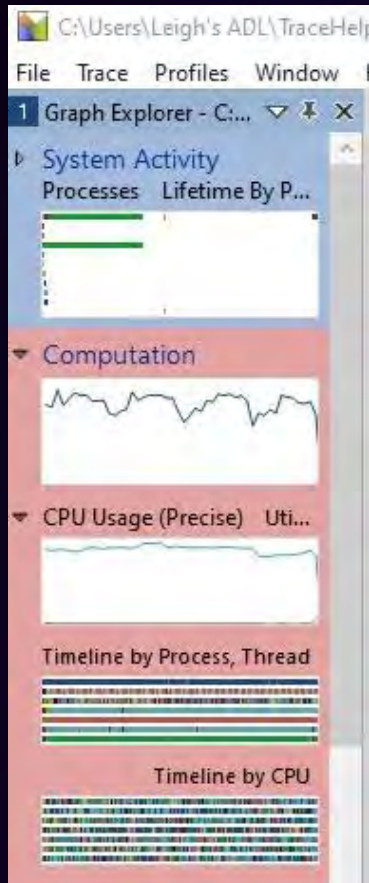 C:\Users\Leigh's ADL\TraceHelp
File Trace Profiles Window
1 Graph Explorer - C:...
System Activity
Processes Lifetime By P...
Computation
CPU Usage (Precise) Uti...
Timeline by Process, Thread
Timeline by CPU